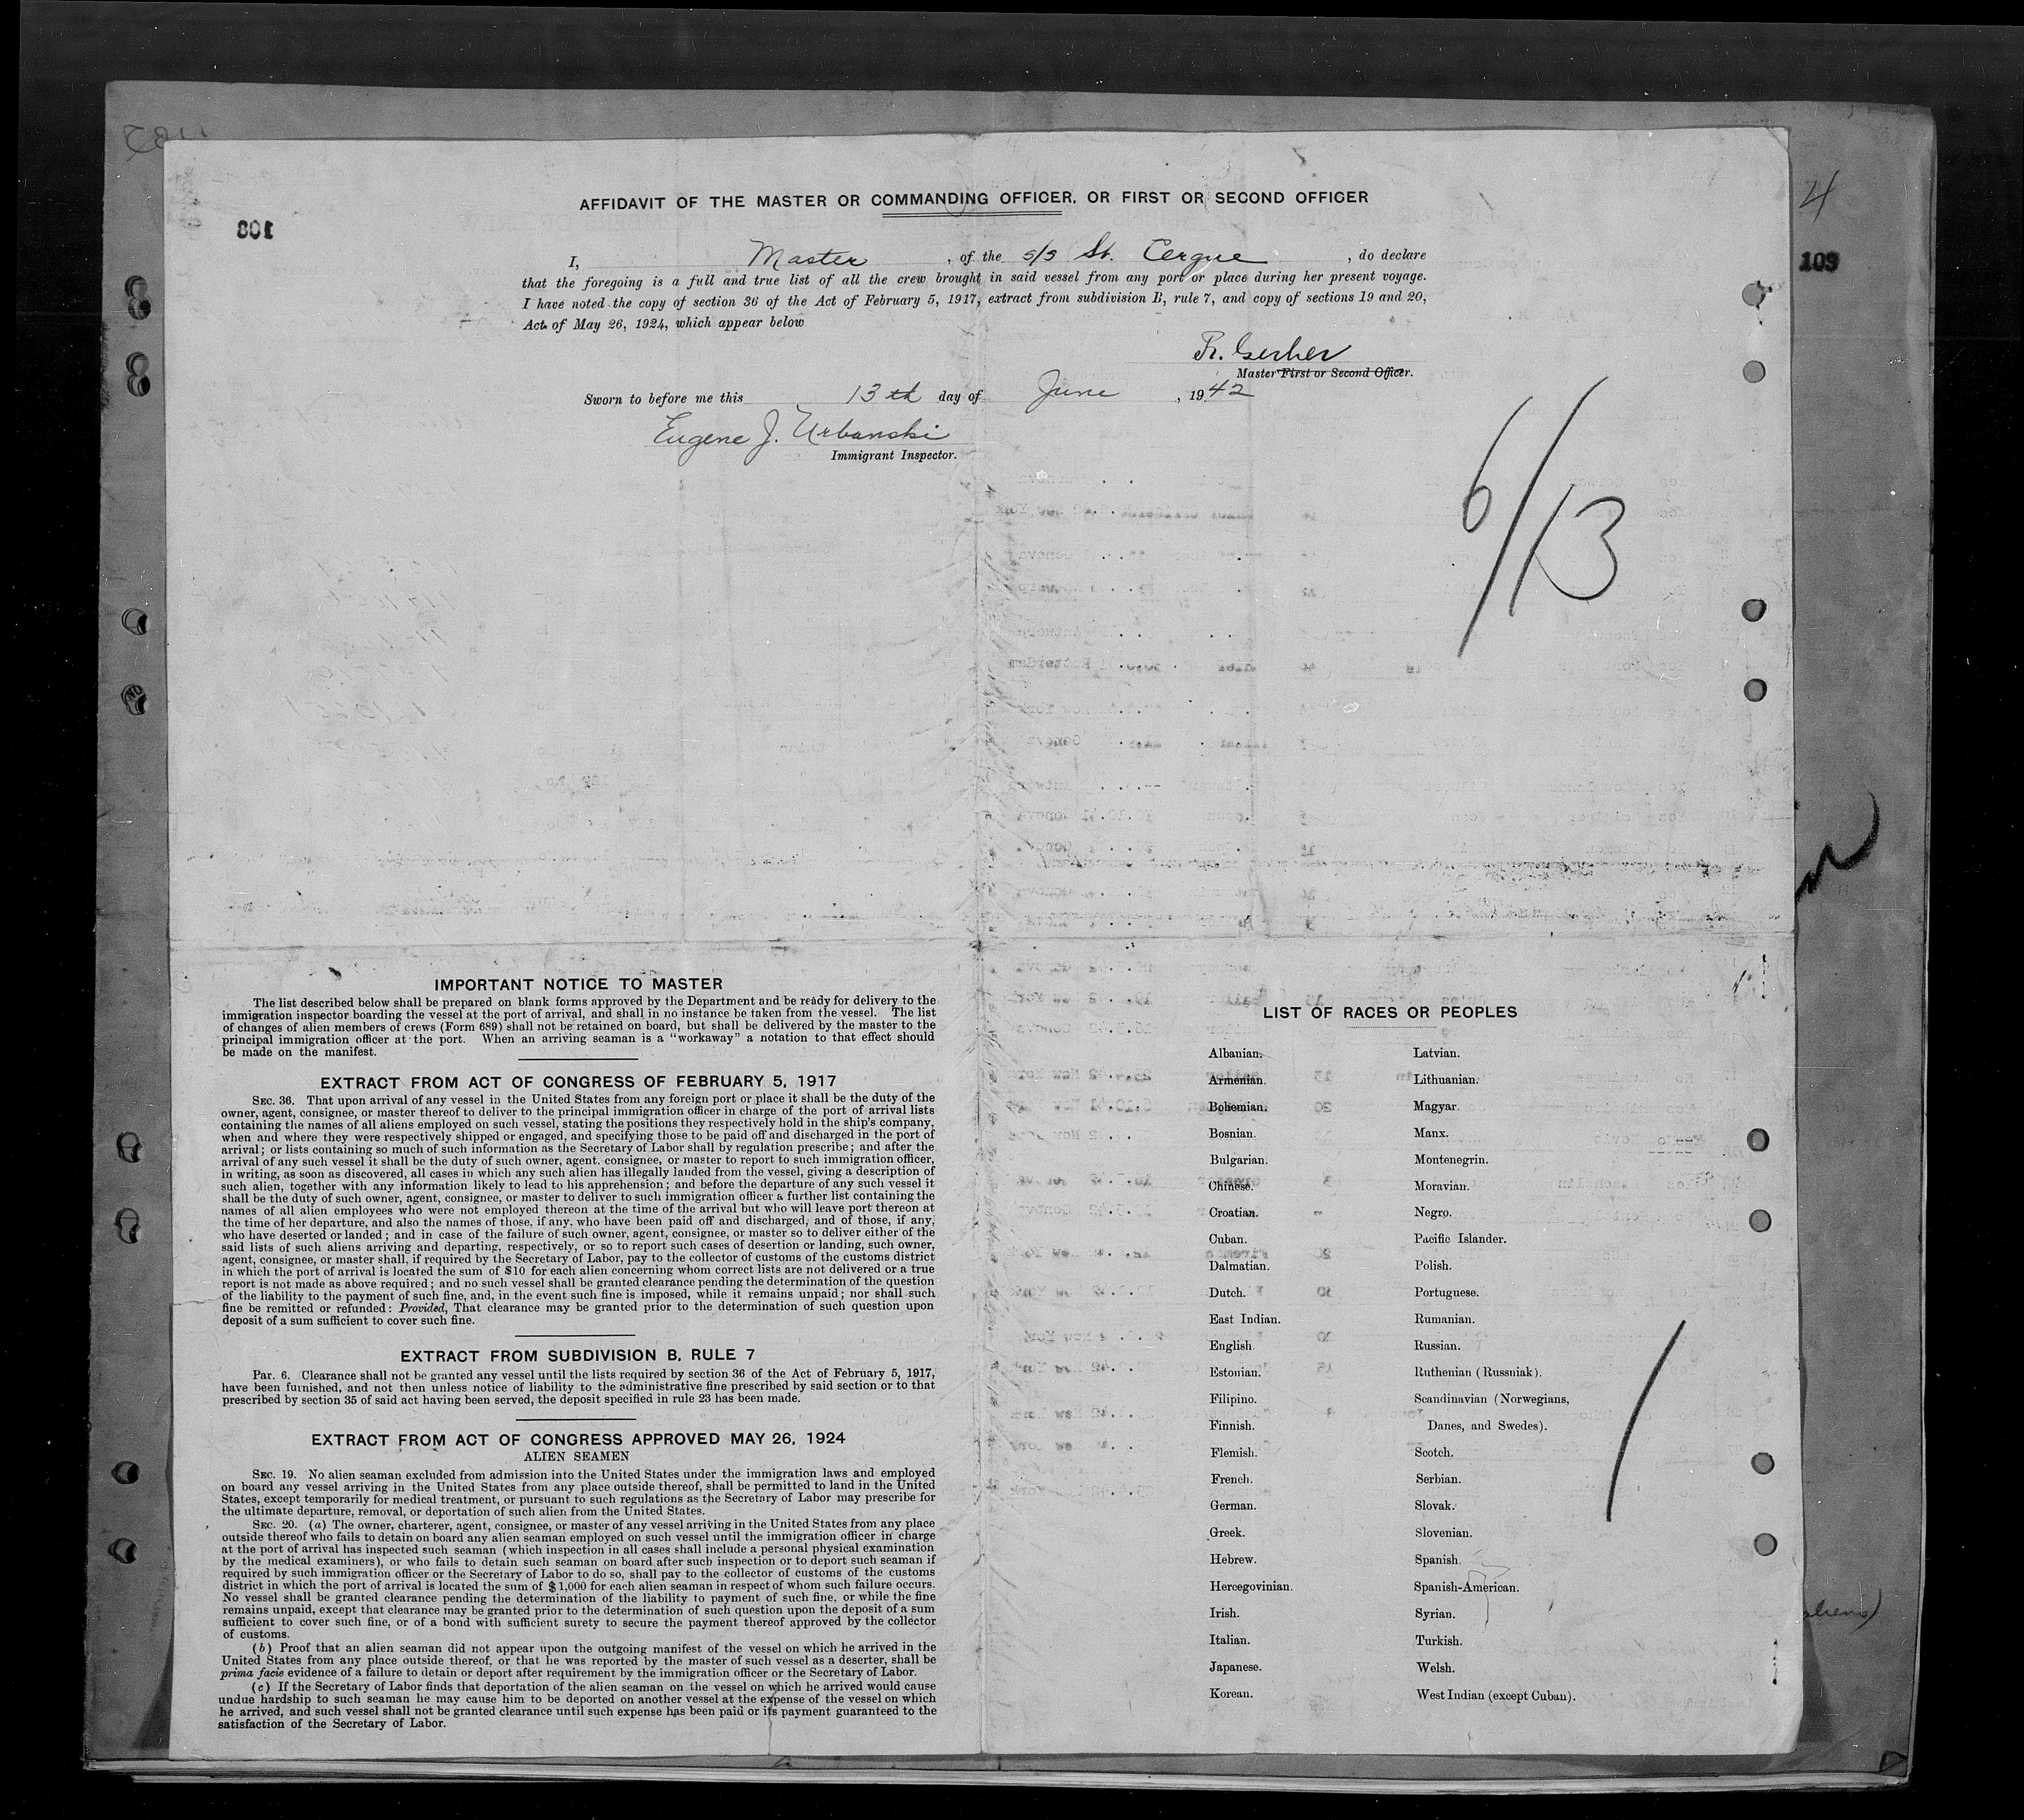 AFFIDAVIT OF THE MASTER OR COMMANDING OFFICER, OR FIRST OR SECOND OFFICER
108
4
109
I, Master, of the s/s St. Cergue, do declare
that the foregoing is a full and true list of all the crew brought in said vessel from any port or place during her present voyage.
I have noted the copy of section 36 of the Act of February 5, 1917, extract from subdivision B, rule 7, and copy of sections 19 and 20,
Act of May 26, 1924, which appear below
R. Gerber
Master First or Second Officer.
Sworn to before me this 13th day of June, 1942
Eugene J. Urbanski
Immigrant Inspector.
6/13
IMPORTANT NOTICE TO MASTER
The list described below shall be prepared on blank forms approved by the Department and be ready for delivery to the
immigration inspector boarding the vessel at the port of arrival, and shall in no instance be taken from the vessel. The list
of changes of alien members of crews (Form 689) shall not be retained on board, but shall be delivered by the master to the
principal immigration officer at the port. When an arriving seaman is a "workaway" a notation to that effect should
be made on the manifest.
EXTRACT FROM ACT OF CONGRESS OF FEBRUARY 5, 1917
SEC. 36. That upon arrival of any vessel in the United States from any foreign port or place it shall be the duty of the
owner, agent, consignee, or master thereof to deliver to the principal immigration officer in charge of the port of arrival lists
containing the names of all aliens employed on such vessel, stating the positions they respectively hold in the ship's company,
when and where they were respectively shipped or engaged, and specifying those to be paid off and discharged in the port of
arrival; or lists containing so much of such information as the Secretary of Labor shall by regulation prescribe; and after the
arrival of any such vessel it shall be the duty of such owner, agent, consignee, or master to report to such immigration officer,
in writing, as soon as discovered, all cases in which any such alien has illegally landed from the vessel, giving a description of
such alien, together with any information likely to lead to his apprehension; and before the departure of any such vessel it
shall be the duty of such owner, agent, consignee, or master to deliver to such immigration officer a further list containing the
names of all alien employees who were not employed thereon at the time of the arrival but who will leave port thereon at
the time of her departure, and also the names of those, if any, who have been paid off and discharged, and of those, if any,
who have deserted or landed; and in case of the failure of such owner, agent, consignee, or master so to deliver either of the
said lists of such aliens arriving and departing, respectively, or so to report such cases of desertion or landing, such owner,
agent, consignee, or master shall, if required by the Secretary of Labor, pay to the collector of customs of the customs district
in which the port of arrival is located the sum of $10 for each alien concerning whom correct lists are not delivered or a true
report is not made as above required; and no such vessel shall be granted clearance pending the determination of the question
of the liability to the payment of such fine, and, in the event such fine is imposed, while it remains unpaid; nor shall such
fine be remitted or refunded: Provided, That clearance may be granted prior to the determination of such question upon
deposit of a sum sufficient to cover such fine.
EXTRACT FROM SUBDIVISION B, RULE 7
Par. 6. Clearance shall not be granted any vessel until the lists required by section 36 of the Act of February 5, 1917,
have been furnished, and not then unless notice of liability to the administrative fine prescribed by said section or to that
prescribed by section 35 of said act having been served, the deposit specified in rule 23 has been made.
EXTRACT FROM ACT OF CONGRESS APPROVED MAY 26, 1924
ALIEN SEAMEN
SEC. 19. No alien seaman excluded from admission into the United States under the immigration laws and employed
on board any vessel arriving in the United States from any place outside thereof, shall be permitted to land in the United
States, except temporarily for medical treatment, or pursuant to such regulations as the Secretary of Labor may prescribe for
the ultimate departure, removal, or deportation of such alien from the United States.
SEC. 20. (a) The owner, charterer, agent, consignee, or master of any vessel arriving in the United States from any place
outside thereof who fails to detain on board any alien seaman employed on such vessel until the immigration officer in charge
at the port of arrival has inspected such seaman (which inspection in all cases shall include a personal physical examination
by the medical examiners), or who fails to detain such seaman on board after such inspection or to deport such seaman if
required by such immigration officer or the Secretary of Labor to do so, shall pay to the collector of customs of the customs
district in which the port of arrival is located the sum of $1,000 for each alien seaman in respect of whom such failure occurs.
No vessel shall be granted clearance pending the determination of the liability to payment of such fine, or while the fine
remains unpaid, except that clearance may be granted prior to the determination of such question upon the deposit of a sum
sufficient to cover such fine, or of a bond with sufficient surety to secure the payment thereof approved by the collector
of customs.
(b) Proof that an alien seaman did not appear upon the outgoing manifest of the vessel on which he arrived in the
United States from any place outside thereof, or that he was reported by the master of such vessel as a deserter, shall be
prima facie evidence of a failure to detain or deport after requirement by the immigration officer or the Secretary of Labor.
(c) If the Secretary of Labor finds that deportation of the alien seaman on the vessel on which he arrived would cause
undue hardship to such seaman he may cause him to be deported on another vessel at the expense of the vessel on which
he arrived, and such vessel shall not be granted clearance until such expense has been paid or its payment guaranteed to the
satisfaction of the Secretary of Labor.
LIST OF RACES OR PEOPLES
Albanian.
Armenian.
Bohemian.
Bosnian.
Bulgarian.
Chinese.
Croatian.
Cuban.
Dalmatian.
Dutch.
East Indian.
English.
Estonian.
Filipino.
Finnish.
Flemish.
French.
German.
Greek.
Hebrew.
Hercegovinian.
Irish.
Italian.
Japanese.
Korean.
Latvian.
Lithuanian.
Magyar.
Manx.
Montenegrin.
Moravian.
Negro.
Pacific Islander.
Polish.
Portuguese.
Rumanian.
Russian.
Ruthenian (Russniak).
Scandinavian (Norwegians,
Danes, and Swedes).
Scotch.
Serbian.
Slovak.
Slovenian.
Spanish.
Spanish-American.
Syrian.
Turkish.
Welsh.
West Indian (except Cuban).